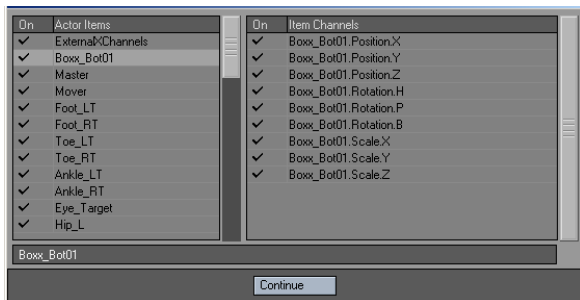 On Actor Items
ExternalXChannels
Boxx_Bot01
Master
Mover
Foot_LT
Foot_RT
Toe_LT
Toe_RT
Ankle_LT
Ankle_RT
Eye_Target
Hip_L
On Item Channels
Boxx_Bot01.Position.X
Boxx_Bot01.Position.Y
Boxx_Bot01.Position.Z
Boxx_Bot01.Rotation.H
Boxx_Bot01.Rotation.P
Boxx_Bot01.Rotation.B
Boxx_Bot01.Scale.X
Boxx_Bot01.Scale.Y
Boxx_Bot01.Scale.Z
Boxx_Bot01
Continue